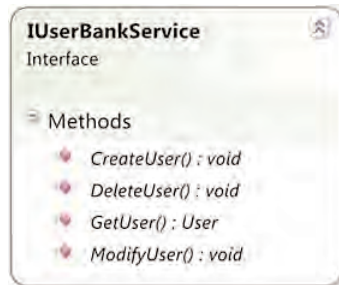 IUserBankService
Interface
Methods
CreateUser() : void
DeleteUser() : void
GetUser() : User
ModifyUser() : void